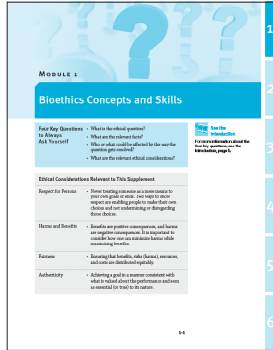 MODULE 1
Bioethics Concepts and Skills
Four Key Questions
to Always
Ask Yourself
• What is the ethical question?
• What are the relevant facts?
• Who or what could be affected by the way the
question gets resolved?
• What are the relevant ethical considerations?
See the
Introduction
For more information about the
four key questions, see the
Introduction, page 5.
Ethical Considerations Relevant to This Supplement
Respect for Persons
• Never treating someone as a mere means to
your own goals or ends. Two ways to show
respect are enabling people to make their own
choices and not undermining or disregarding
those choices.
Harms and Benefits
• Benefits are positive consequences, and harms
are negative consequences. It is important to
consider how one can minimize harms while
maximizing benefits.
Fairness
• Ensuring that benefits, risks (harms), resources,
and costs are distributed equitably.
Authenticity
• Achieving a goal in a manner consistent with
what is valued about the performance and seen
as essential (or true) to its nature.
1-1
1
2
3
4
5
6